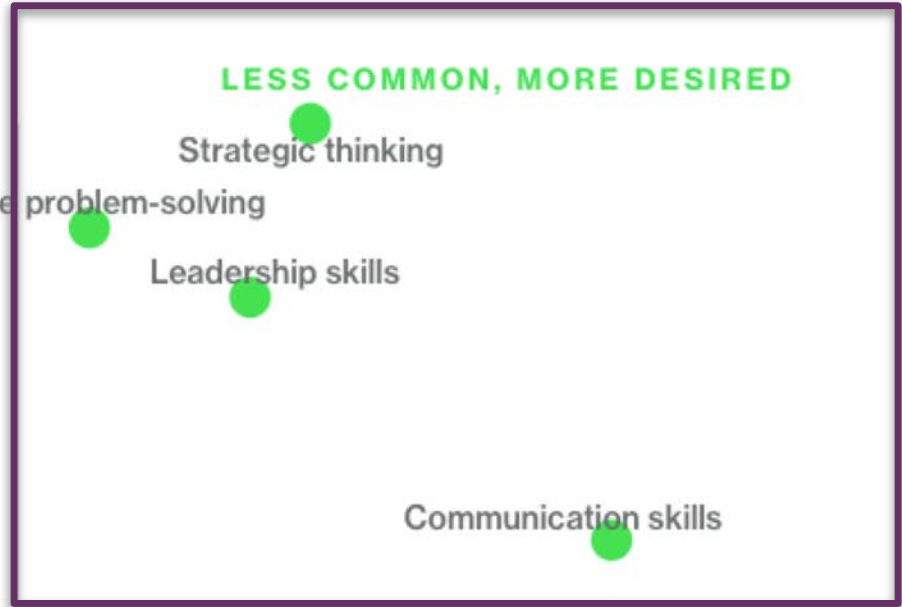 LESS COMMON, MORE DESIRED
Strategic thinking
e problem-solving
Leadership skills
Communication skills